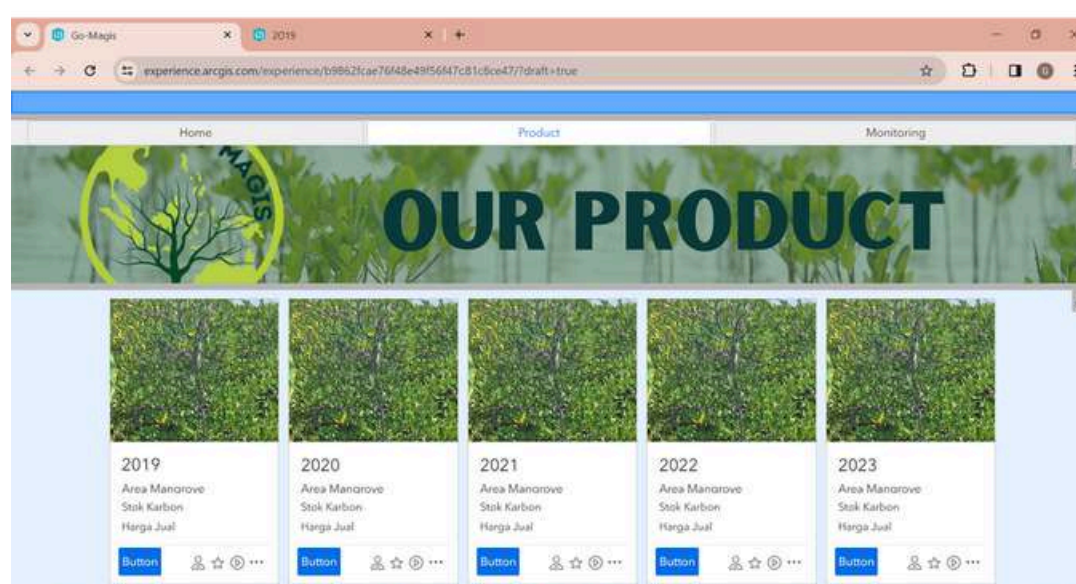 Go-Magis
2019
experience.arcgis.com/experience/b9862fcae76f48e49f56f47c81c6ce47/?draft=true
Home Product Monitoring
MAGIS
OUR PRODUCT
2019 2020 2021 2022 2023
Area Mangrove Area Mangrove Area Mangrove Area Mangrove Area Mangrove
Stok Karbon Stok Karbon Stok Karbon Stok Karbon Stok Karbon
Harga Jual Harga Jual Harga Jual Harga Jual Harga Jual
Button Button Button Button Button